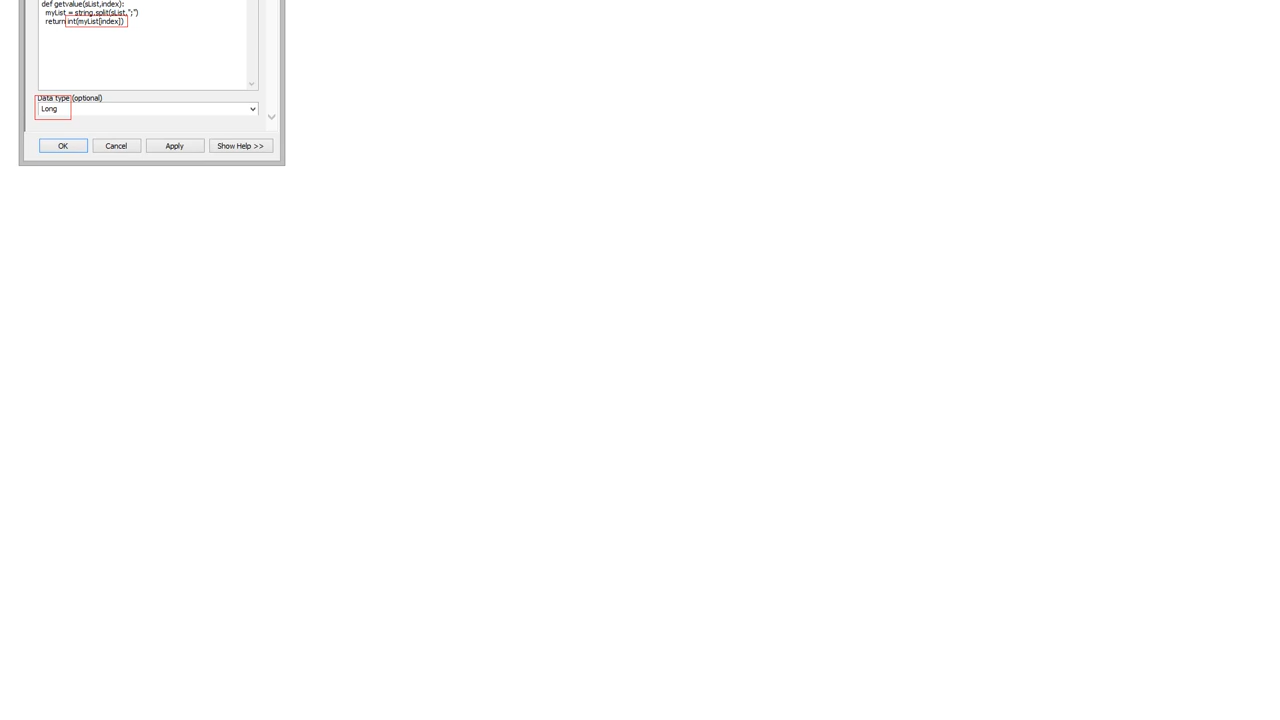 def getvalue(sList,index):
myList = string.split(sList,";")
return int(myList[index])
Data type (optional)
Long
OK Cancel Apply Show Help >>